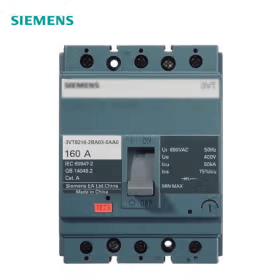 SIEMENS
SIEMENS 3VT
3VT8216-2BA03-0AA0
160 A
IEC 60947-2
GB 14048.2
Cat. A
Siemens EA Ltd.China
Made in China
Ui 690VAC 50Hz
Ue 400V
Icu 50kA
Ics 75%Icu
MIN MAX